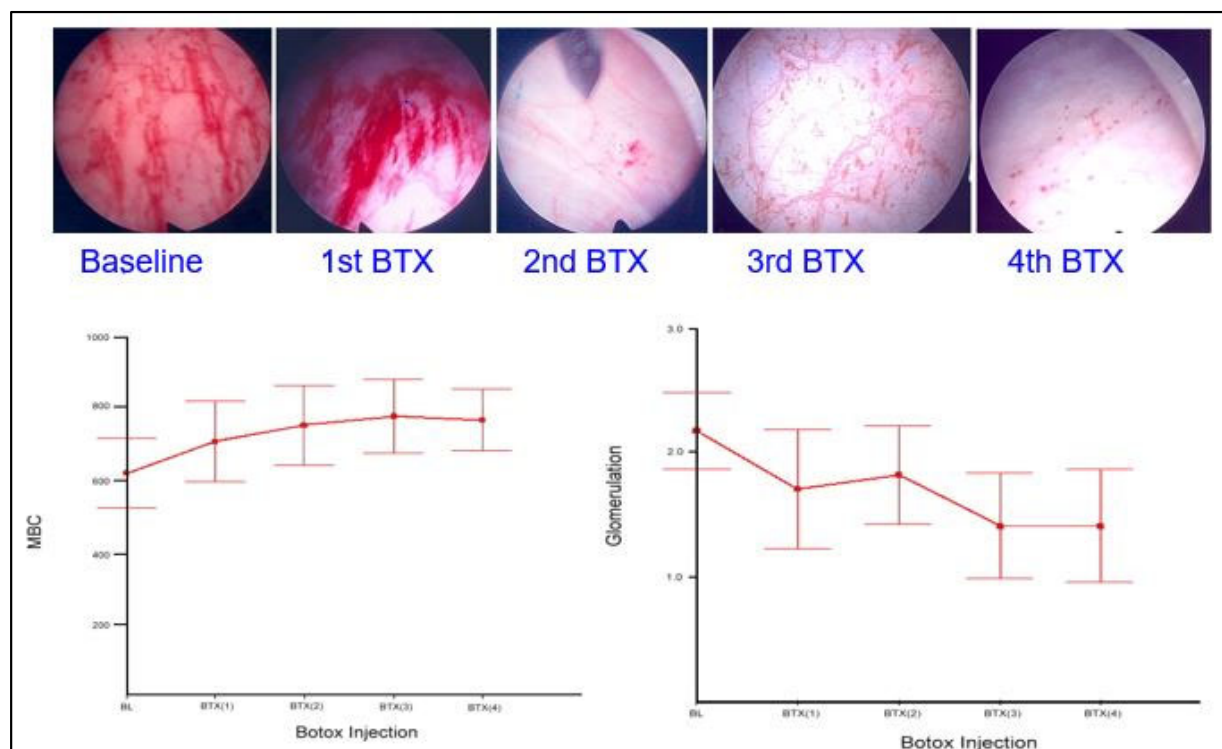 Baseline
1st BTX
2nd BTX
3rd BTX
4th BTX
1000
800
600
400
200
MBC
BL
BTX(1)
BTX(2)
BTX(3)
BTX(4)
Botox Injection
3.0
2.0
1.0
Glomerulation
BL
BTX(1)
BTX(2)
BTX(3)
BTX(4)
Botox Injection